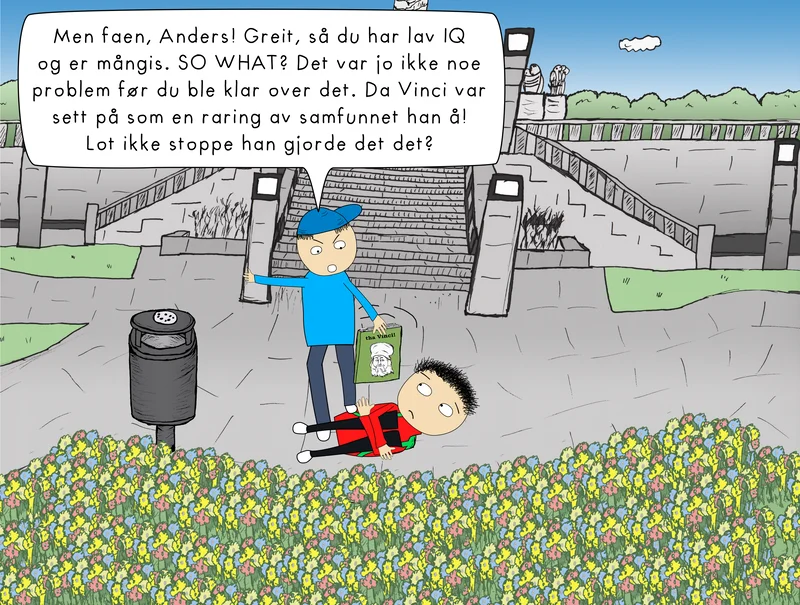 Men faen, Anders! Greit, så du har lav IQ
og er mångis. SO WHAT? Det var jo ikke noe
problem før du ble klar over det. Da Vinci var
sett på som en raring av samfunnet han å!
Lot ikke stoppe han gjorde det det?
tha Vinci!